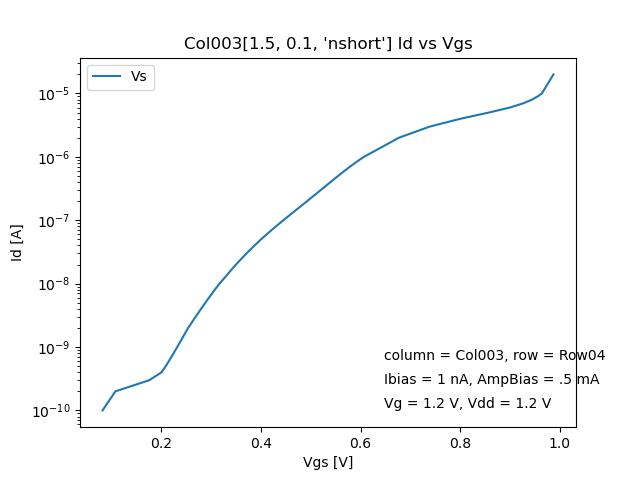 Col003[1.5, 0.1, 'nshort'] Id vs Vgs
Vs
Id [A]
10⁻⁵
10⁻⁶
10⁻⁷
10⁻⁸
10⁻⁹
10⁻¹⁰
column = Col003, row = Row04
Ibias = 1 nA, AmpBias = .5 mA
Vg = 1.2 V, Vdd = 1.2 V
0.2 0.4 0.6 0.8 1.0
Vgs [V]